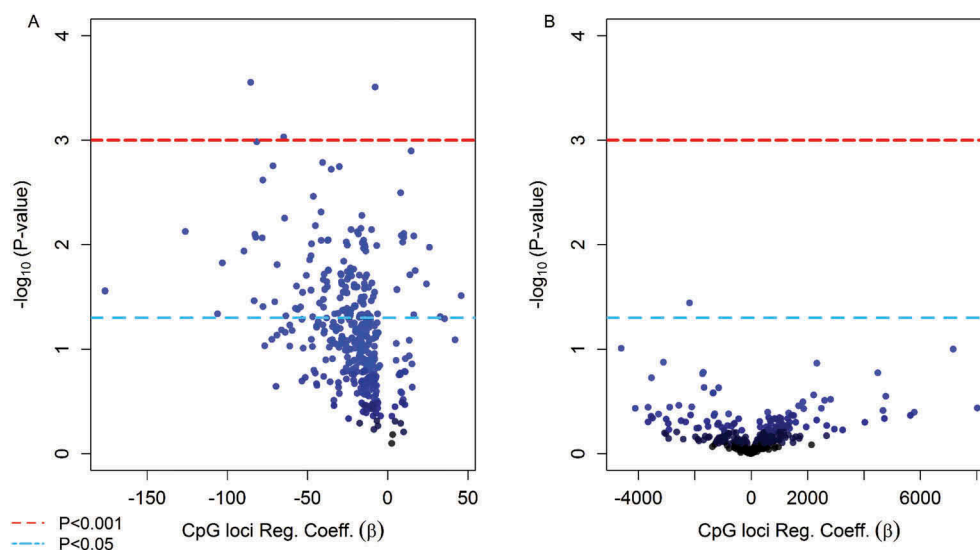 A
B
4
3
2
1
0
-log10 (P-value)
-150 -100 -50 0 50
CpG loci Reg. Coeff. (β)
4
3
2
1
0
-log10 (P-value)
-4000 0 2000 4000 6000
CpG loci Reg. Coeff. (β)
P<0.001
P<0.05